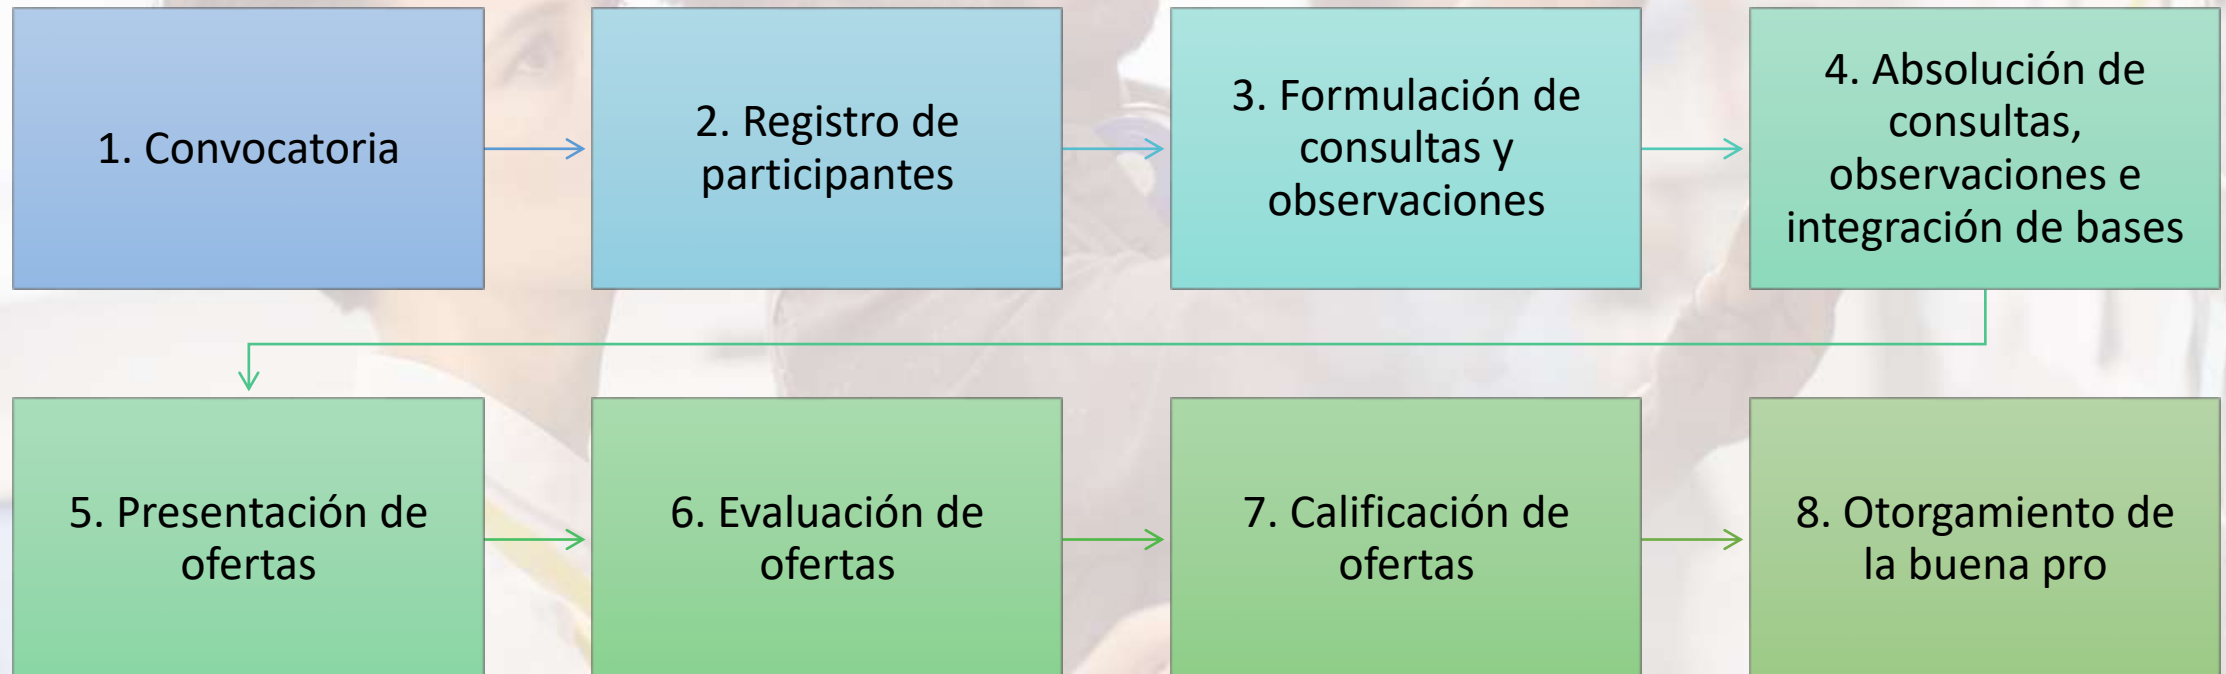 1. Convocatoria
2. Registro de
participantes
3. Formulación de
consultas y
observaciones
4. Absolución de
consultas,
observaciones e
integración de bases
5. Presentación de
ofertas
6. Evaluación de
ofertas
7. Calificación de
ofertas
8. Otorgamiento de
la buena pro